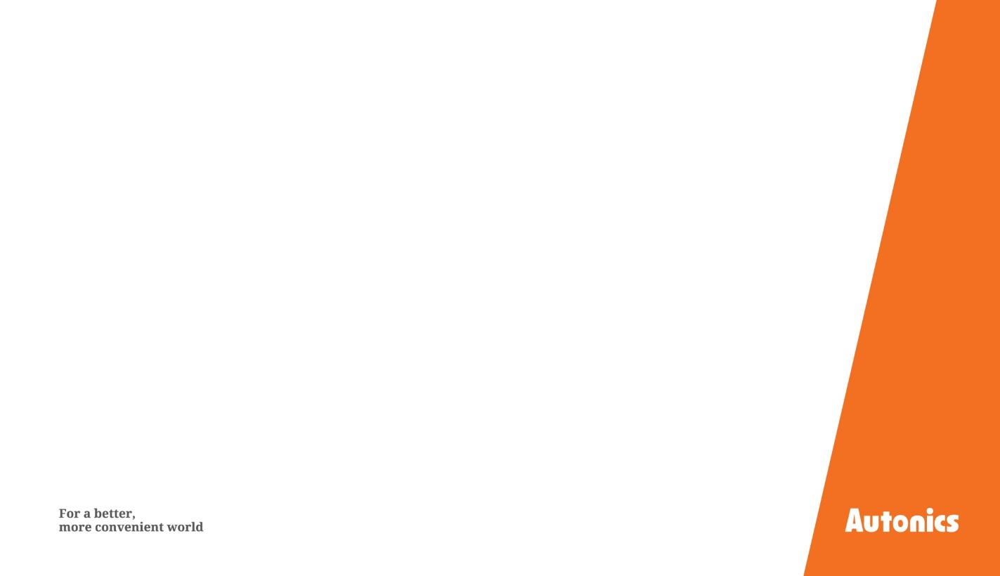 For a better,
more convenient world
Autonics